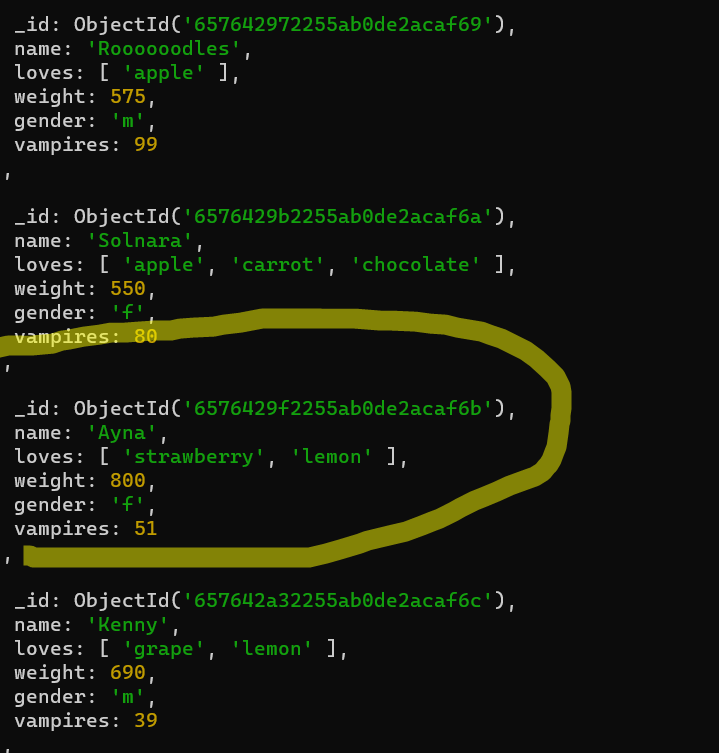 _id: ObjectId('657642972255ab0de2acaf69'),
name: 'Roooooodles',
loves: [ 'apple' ],
weight: 575,
gender: 'm',
vampires: 99
,
_id: ObjectId('6576429b2255ab0de2acaf6a'),
name: 'Solnara',
loves: [ 'apple', 'carrot', 'chocolate' ],
weight: 550,
gender: 'f',
vampires: 80
,
_id: ObjectId('6576429f2255ab0de2acaf6b'),
name: 'Ayna',
loves: [ 'strawberry', 'lemon' ],
weight: 800,
gender: 'f',
vampires: 51
,
_id: ObjectId('657642a32255ab0de2acaf6c'),
name: 'Kenny',
loves: [ 'grape', 'lemon' ],
weight: 690,
gender: 'm',
vampires: 39
,